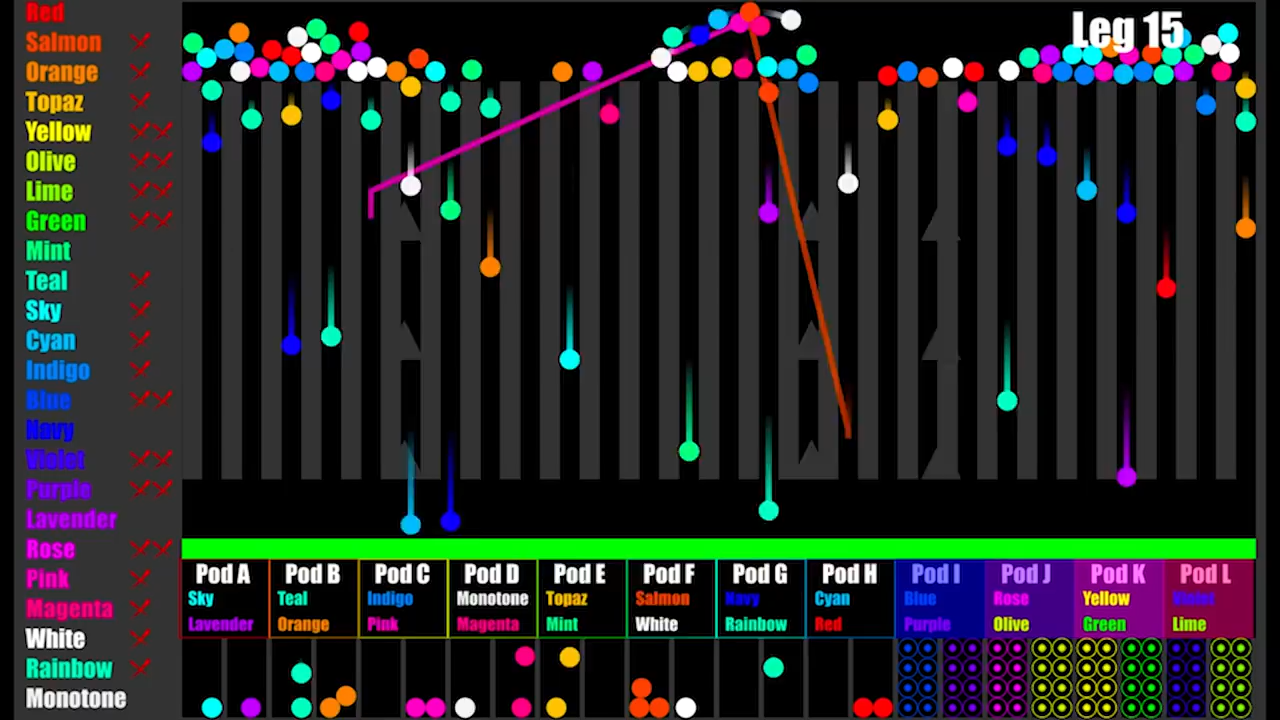 Leg 15
Red
Salmon
Orange
Topaz
Yellow
Olive
Lime
Green
Mint
Teal
Sky
Cyan
Indigo
Blue
Navy
Violet
Purple
Lavender
Rose
Pink
Magenta
White
Rainbow
Monotone
Pod A Pod B Pod C Pod D Pod E Pod F Pod G Pod H Pod I Pod J Pod K Pod L
Sky Teal Indigo Monotone Topaz Salmon Navy Cyan Blue Rose Yellow Violet
Lavender Orange Pink Magenta Mint White Rainbow Red Purple Olive Green Lime